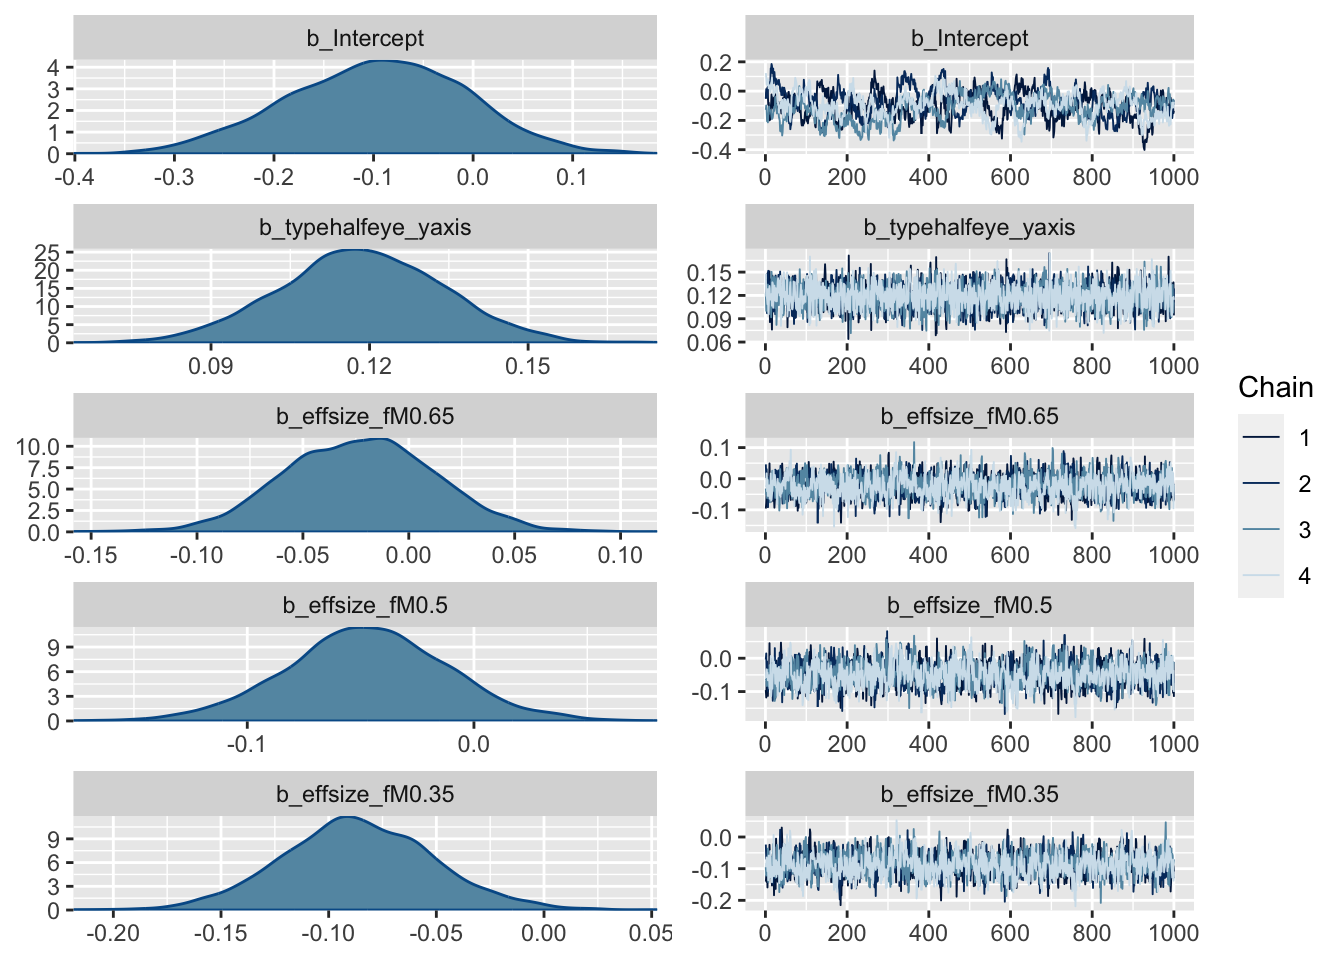 b_Intercept
b_Intercept
4
3
2
1
0
-0.4 -0.3 -0.2 -0.1 0.0 0.1
0.2
0.0
-0.2
-0.4
0 200 400 600 800 1000
b_typehalfeye_yaxis
b_typehalfeye_yaxis
25
20
15
10
5
0
0.09 0.12 0.15
0.15
0.12
0.09
0.06
0 200 400 600 800 1000
b_effsize_fM0.65
b_effsize_fM0.65
10.0
7.5
5.0
2.5
0.0
-0.15 -0.10 -0.05 0.00 0.05 0.10
0.1
0.0
-0.1
0 200 400 600 800 1000
b_effsize_fM0.5
b_effsize_fM0.5
9
6
3
0
-0.1 0.0
0.0
-0.1
0 200 400 600 800 1000
b_effsize_fM0.35
b_effsize_fM0.35
9
6
3
0
-0.20 -0.15 -0.10 -0.05 0.00 0.05
0.0
-0.1
-0.2
0 200 400 600 800 1000
Chain
1
2
3
4